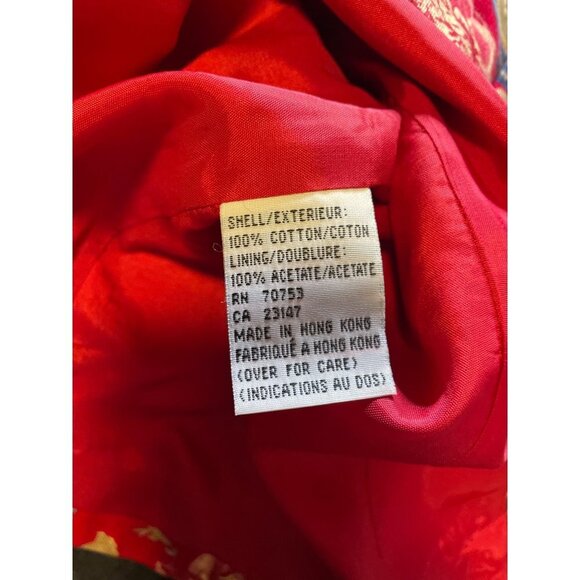 SHELL/EXTERIEUR:
100% COTTON/COTON
LINING/DOUBLURE:
100% ACETATE/ACETATE
RN 70753
CA 23147
MADE IN HONG KONG
FABRIQUÉ A HONG KONG
(OVER FOR CARE)
(INDICATIONS AU DOS)